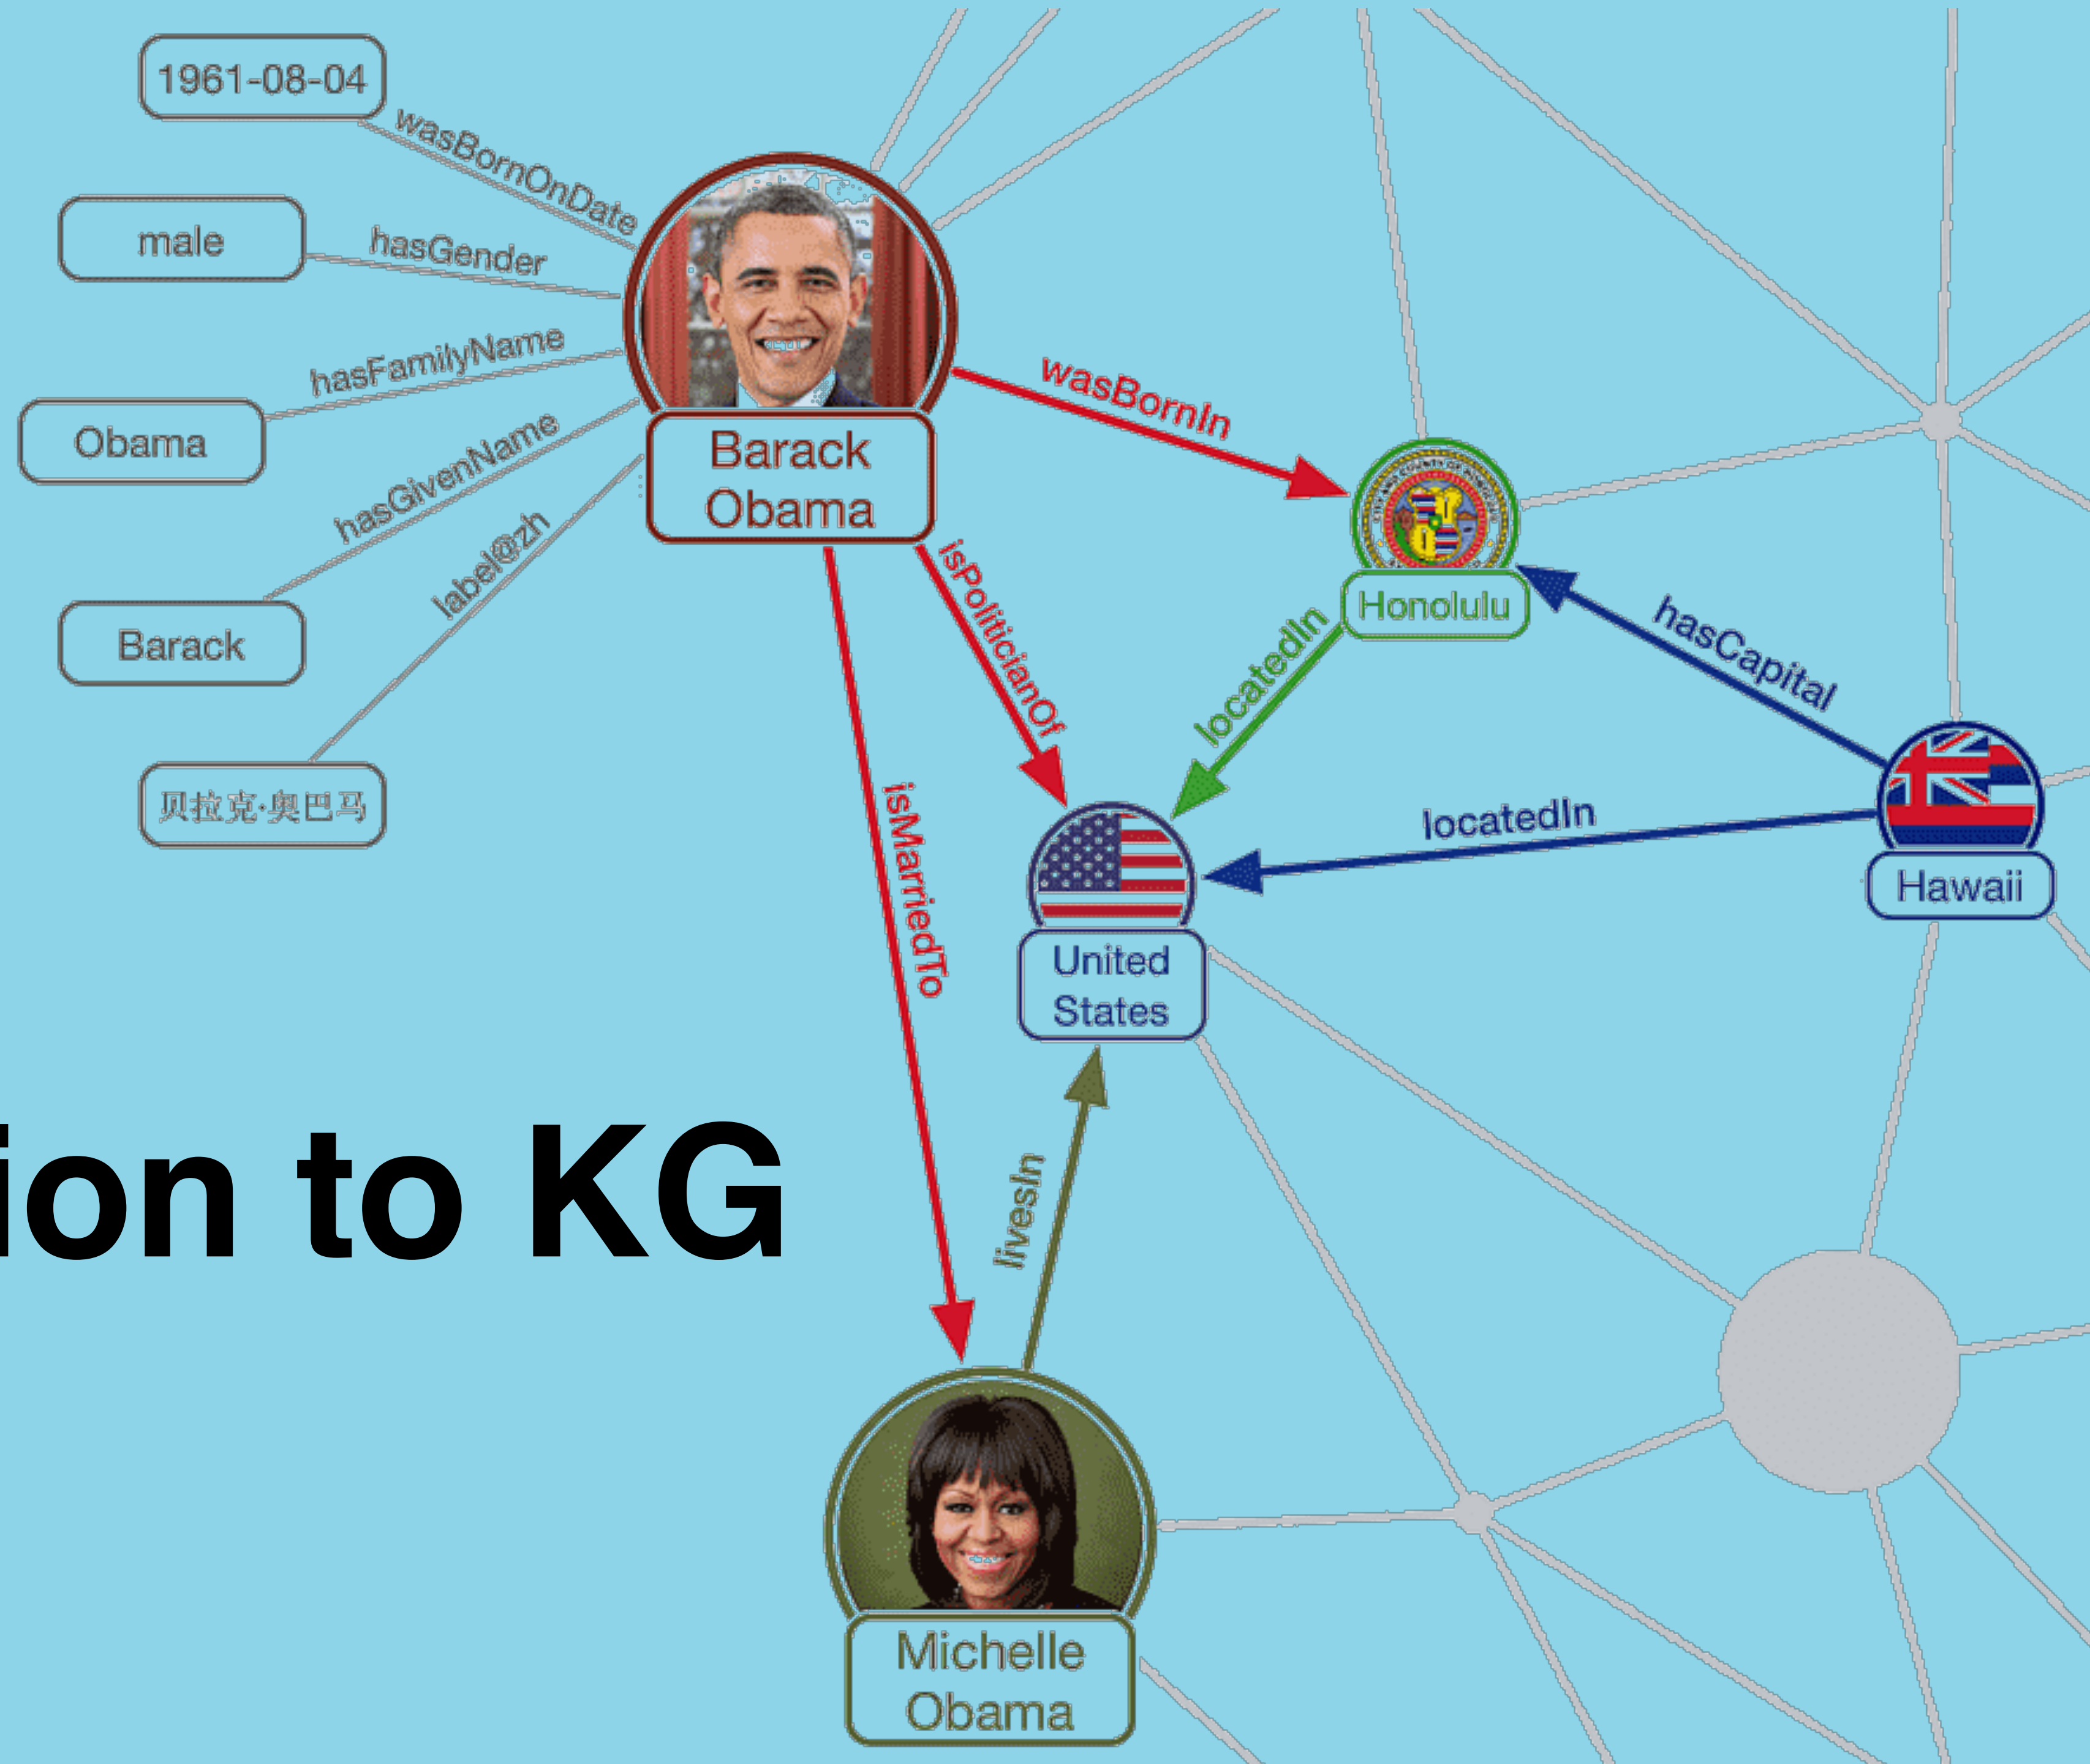 1961-08-04
wasBornOnDate
male
hasGender
hasFamilyName
Obama
hasGivenName
Barack
label@zh
贝拉克·奥巴马
Barack
Obama
wasBornIn
isPoliticianOf
isMarriedTo
Honolulu
locatedIn
hasCapital
locatedIn
Hawaii
United
States
livesIn
ion to KG
Michelle
Obama